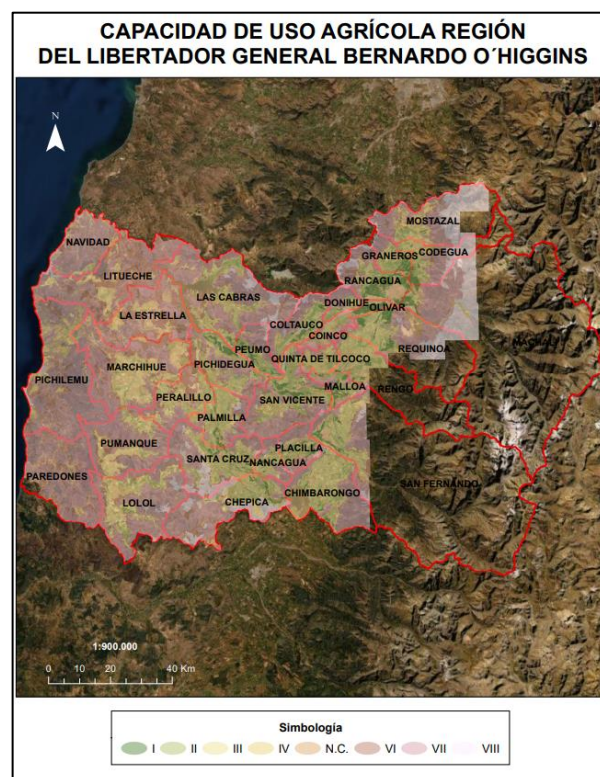 CAPACIDAD DE USO AGRÍCOLA REGIÓN
DEL LIBERTADOR GENERAL BERNARDO O´HIGGINS
N
MOSTAZAL
NAVIDAD
GRANEROS
CODEGUA
LITUECHE
RANCAGUA
LAS CABRAS
DONIHUE
OLIVAR
LA ESTRELLA
COLTAUCO
COINCO
MACHALI
PEUMO
REQUINOA
QUINTA DE TILCOCO
MARCHIHUE
PICHIDEGUA
PICHILEMU
MALLOA
RENGO
PERALILLO
SAN VICENTE
PALMILLA
PUMANQUE
PLACILLA
SANTA CRUZ
NANCAGUA
PAREDONES
SAN FERNANDO
CHIMBARONGO
LOLOL
CHEPICA
1:900.000
0 10 20 40 Km
Simbología
I II III IV N.C. VI VII VIII